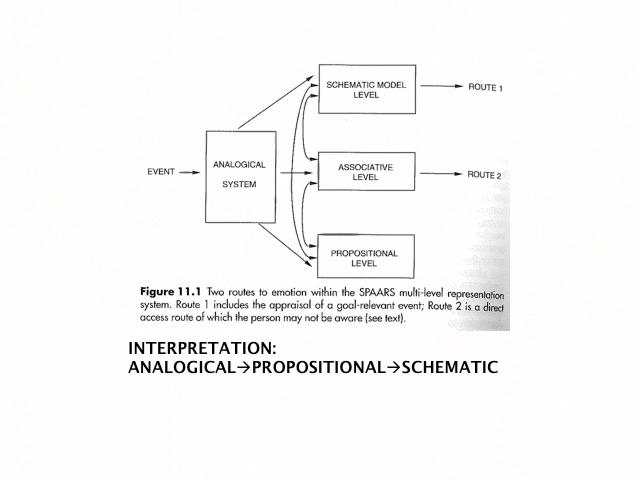 SCHEMATIC MODEL
LEVEL
ROUTE 1
EVENT
ANALOGICAL
SYSTEM
ASSOCIATIVE
LEVEL
ROUTE 2
PROPOSITIONAL
LEVEL
Figure 11.1 Two routes to emotion within the SPAARS multi-level representation
system. Route 1 includes the appraisal of a goal-relevant event; Route 2 is a direct
access route of which the person may not be aware (see text).
INTERPRETATION:
ANALOGICAL→PROPOSITIONAL→SCHEMATIC